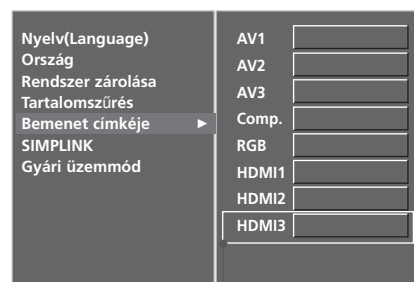 Nyelv(Language)
Ország
Rendszer zárolása
Tartalomszűrés
Bemenet címkéje ►
SIMPLINK
Gyári üzemmód
AV1
AV2
AV3
Comp.
RGB
HDMI1
HDMI2
HDMI3